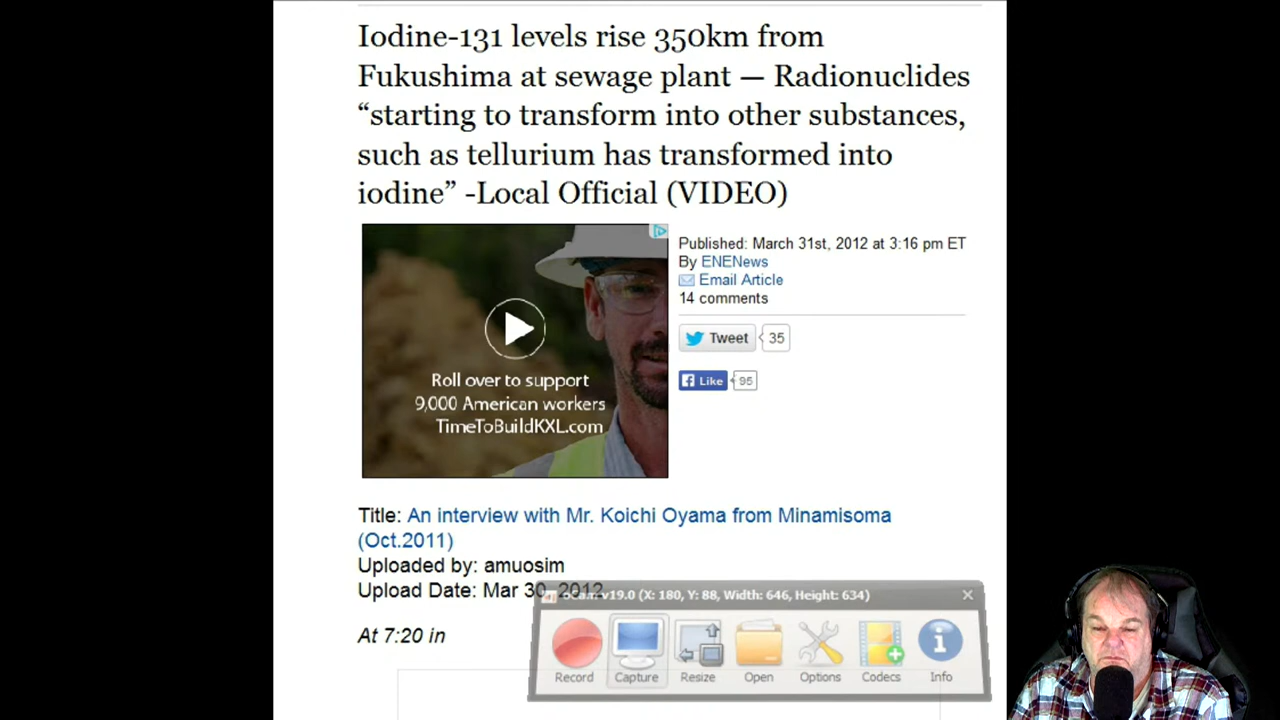 Iodine-131 levels rise 350km from
Fukushima at sewage plant — Radionuclides
“starting to transform into other substances,
such as tellurium has transformed into
iodine” -Local Official (VIDEO)
Roll over to support
9,000 American workers
TimeToBuildKXL.com
Published: March 31st, 2012 at 3:16 pm ET
By ENENews
Email Article
14 comments
Tweet 35
Like 95
Title: An interview with Mr. Koichi Oyama from Minamisoma
(Oct.2011)
Uploaded by: amuosim
Upload Date: Mar 30, 2012
v19.0 (X: 180, Y: 88, Width: 646, Height: 634)
Record Capture Resize Open Options Codecs Info
At 7:20 in